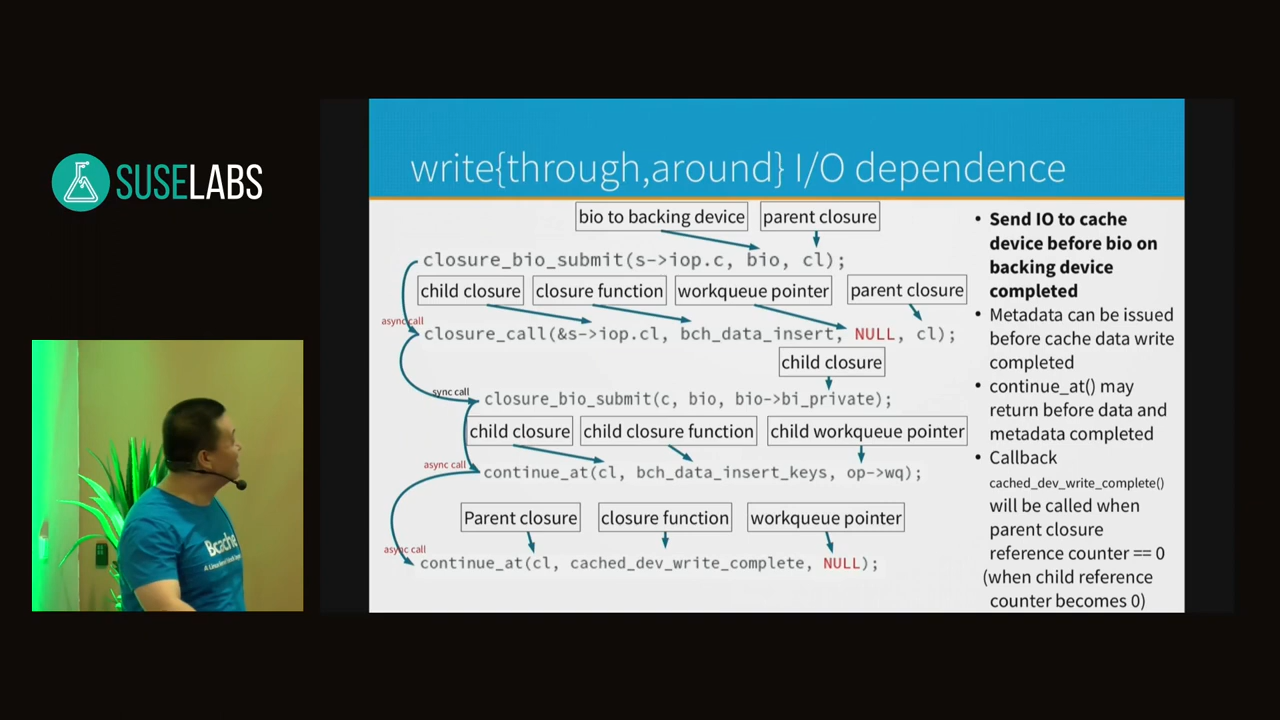 SUSELABS
write{through,around} I/O dependence
bio to backing device
parent closure
closure_bio_submit(s->iop.c, bio, cl);
child closure
closure function
workqueue pointer
parent closure
async call
closure_call(&s->iop.cl, bch_data_insert, NULL, cl);
child closure
sync call
closure_bio_submit(c, bio, bio->bi_private);
child closure
child closure function
child workqueue pointer
async call
continue_at(cl, bch_data_insert_keys, op->wq);
Parent closure
closure function
workqueue pointer
async call
continue_at(cl, cached_dev_write_complete, NULL);
• Send IO to cache
device before bio on
backing device
completed
• Metadata can be issued
before cache data write
completed
• continue_at() may
return before data and
metadata completed
• Callback
cached_dev_write_complete()
will be called when
parent closure
reference counter == 0
(when child reference
counter becomes 0)
Bcache